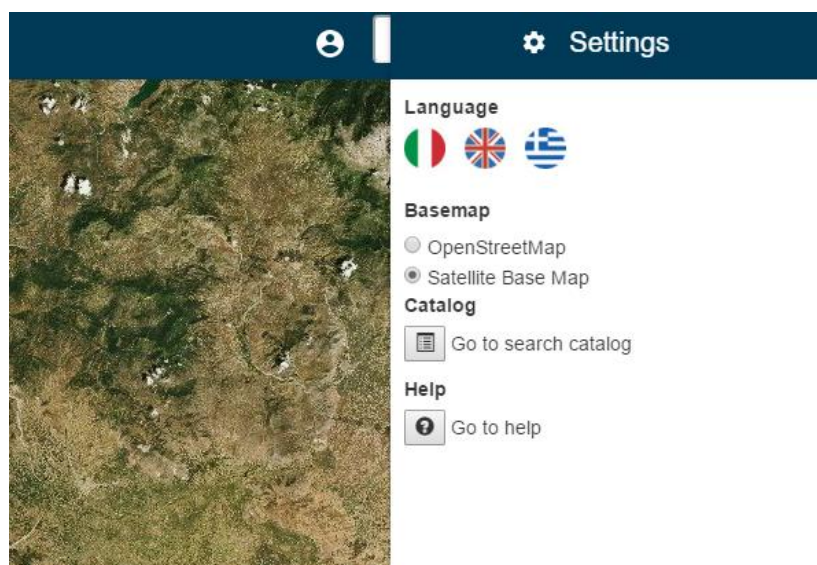 Settings
Language
Basemap
OpenStreetMap
Satellite Base Map
Catalog
Go to search catalog
Help
Go to help